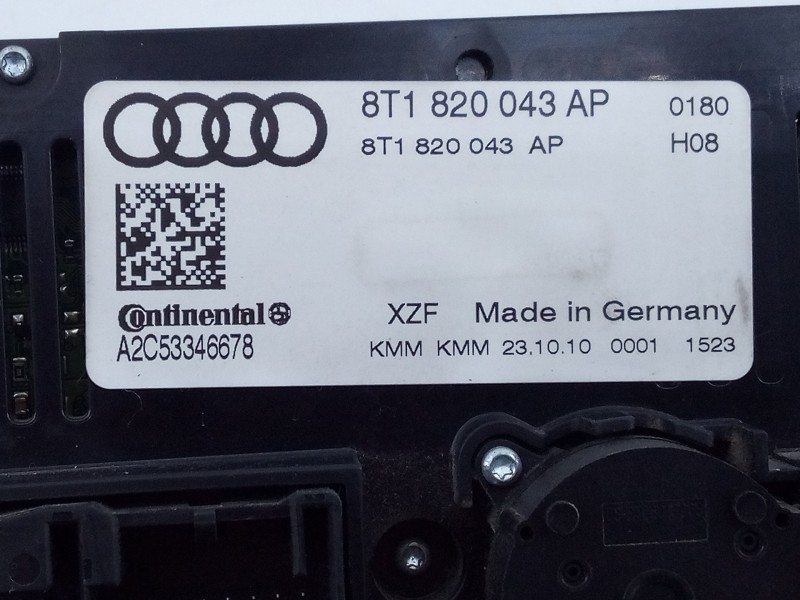 8T1 820 043 AP 0180
8T1 820 043 AP H08
Continental
XZF Made in Germany
A2C53346678
KMM KMM 23.10.10 0001 1523